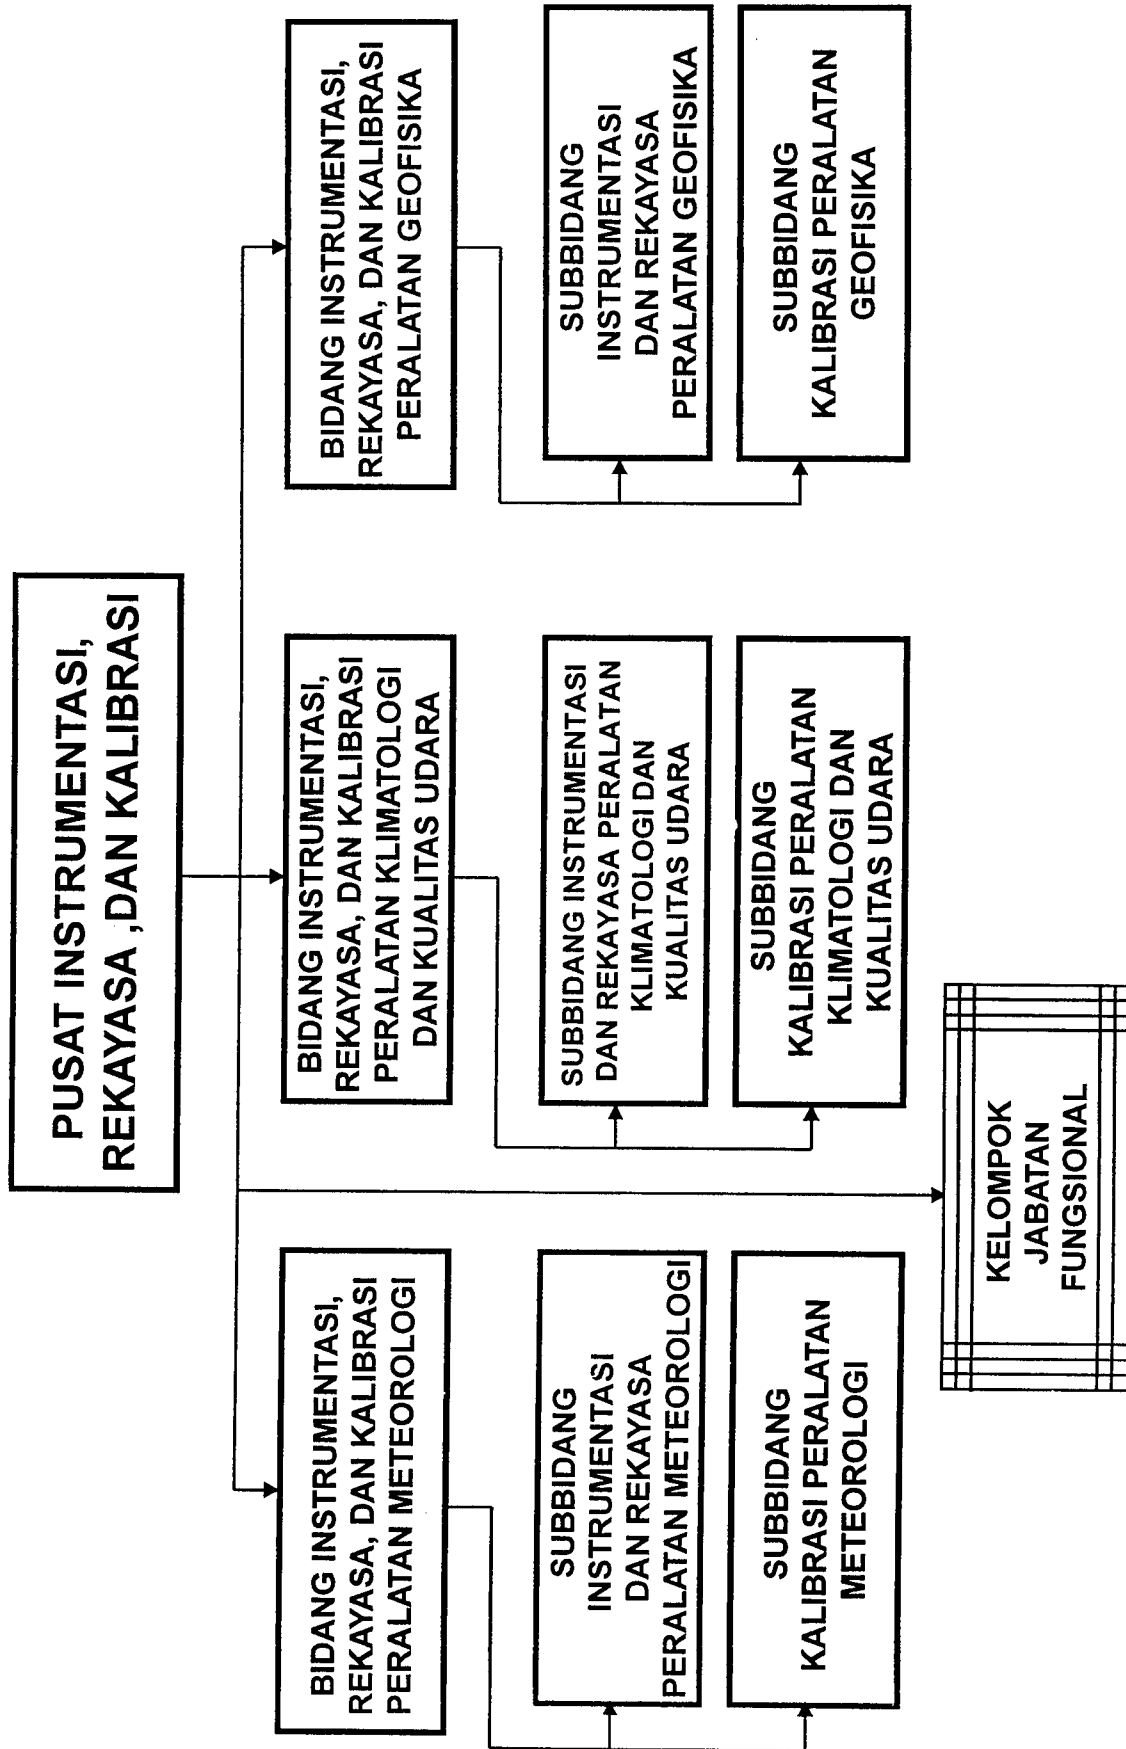 PUSAT INSTRUMENTASI,
REKAYASA ,DAN KALIBRASI
BIDANG INSTRUMENTASI,
REKAYASA, DAN KALIBRASI
PERALATAN METEOROLOGI
BIDANG INSTRUMENTASI,
REKAYASA, DAN KALIBRASI
PERALATAN KLIMATOLOGI
DAN KUALITAS UDARA
BIDANG INSTRUMENTASI,
REKAYASA, DAN KALIBRASI
PERALATAN GEOFISIKA
SUBBIDANG
INSTRUMENTASI
DAN REKAYASA
PERALATAN METEOROLOGI
SUBBIDANG INSTRUMENTASI
DAN REKAYASA PERALATAN
KLIMATOLOGI DAN
KUALITAS UDARA
SUBBIDANG
INSTRUMENTASI
DAN REKAYASA
PERALATAN GEOFISIKA
SUBBIDANG
KALIBRASI PERALATAN
METEOROLOGI
SUBBIDANG
KALIBRASI PERALATAN
KLIMATOLOGI DAN
KUALITAS UDARA
SUBBIDANG
KALIBRASI PERALATAN
GEOFISIKA
KELOMPOK
JABATAN
FUNGSIONAL